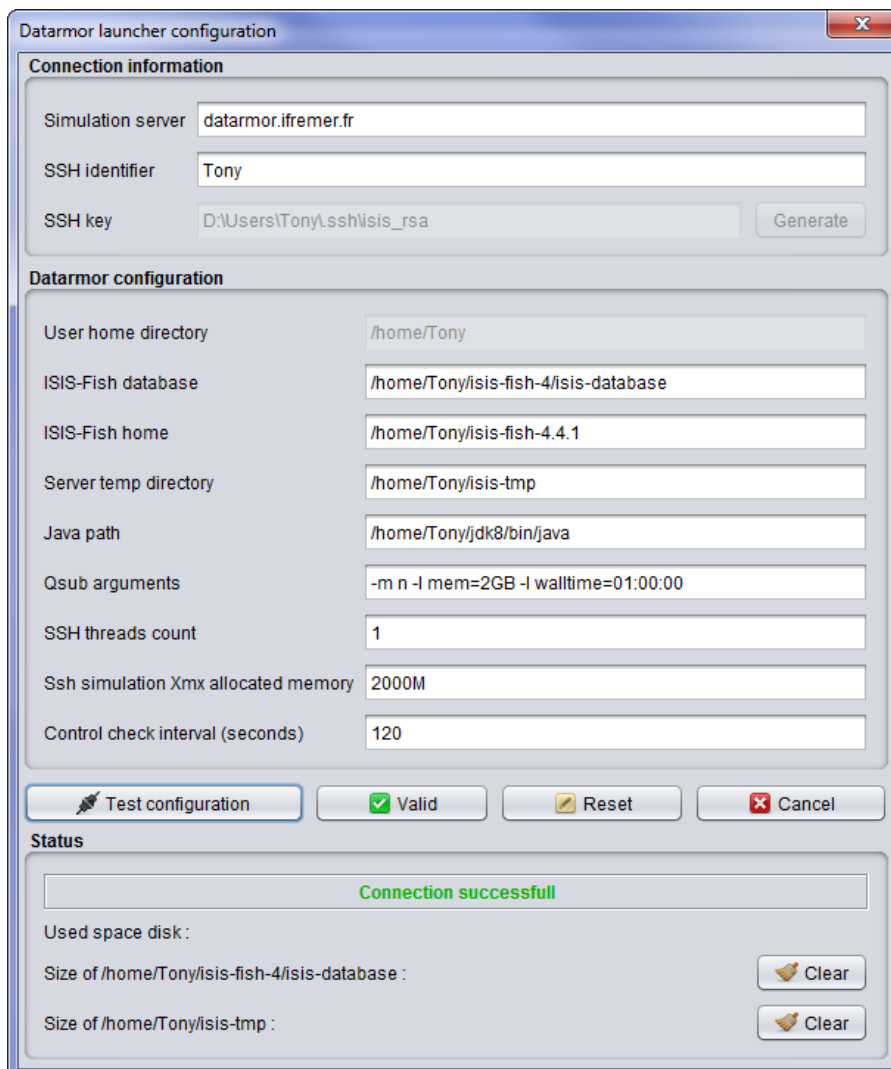 Datarmor launcher configuration
Connection information
Simulation server datarmor.ifremer.fr
SSH identifier Tony
SSH key D:\Users\Tony\.ssh\isis_rsa Generate
Datarmor configuration
User home directory /home/Tony
ISIS-Fish database /home/Tony/isis-fish-4/isis-database
ISIS-Fish home /home/Tony/isis-fish-4.4.1
Server temp directory /home/Tony/isis-tmp
Java path /home/Tony/jdk8/bin/java
Qsub arguments -m n -l mem=2GB -l walltime=01:00:00
SSH threads count 1
Ssh simulation Xmx allocated memory 2000M
Control check interval (seconds) 120
Test configuration Valid Reset Cancel
Status
Connection successfull
Used space disk :
Size of /home/Tony/isis-fish-4/isis-database : Clear
Size of /home/Tony/isis-tmp : Clear